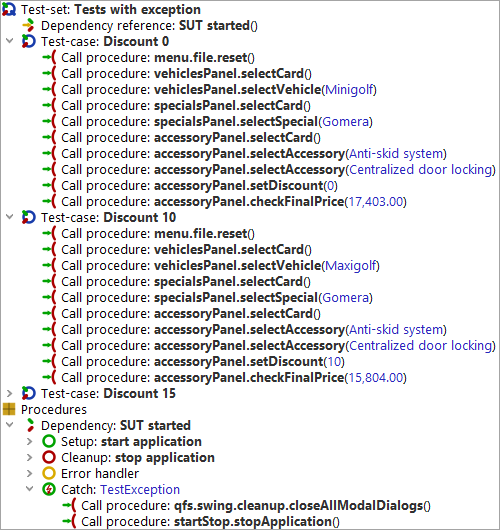 Test-set: Tests with exception
Dependency reference: SUT started()
Test-case: Discount 0
Call procedure: menu.file.reset()
Call procedure: vehiclesPanel.selectCard()
Call procedure: vehiclesPanel.selectVehicle(Minigolf)
Call procedure: specialsPanel.selectCard()
Call procedure: specialsPanel.selectSpecial(Gomera)
Call procedure: accessoryPanel.selectCard()
Call procedure: accessoryPanel.selectAccessory(Anti-skid system)
Call procedure: accessoryPanel.selectAccessory(Centralized door locking)
Call procedure: accessoryPanel.setDiscount(0)
Call procedure: accessoryPanel.checkFinalPrice(17,403.00)
Test-case: Discount 10
Call procedure: menu.file.reset()
Call procedure: vehiclesPanel.selectCard()
Call procedure: vehiclesPanel.selectVehicle(Maxigolf)
Call procedure: specialsPanel.selectCard()
Call procedure: specialsPanel.selectSpecial(Gomera)
Call procedure: accessoryPanel.selectCard()
Call procedure: accessoryPanel.selectAccessory(Anti-skid system)
Call procedure: accessoryPanel.selectAccessory(Centralized door locking)
Call procedure: accessoryPanel.setDiscount(10)
Call procedure: accessoryPanel.checkFinalPrice(15,804.00)
Test-case: Discount 15
Procedures
Dependency: SUT started
Setup: start application
Cleanup: stop application
Error handler
Catch: TestException
Call procedure: qfs.swing.cleanup.closeAllModalDialogs()
Call procedure: startStop.stopApplication()